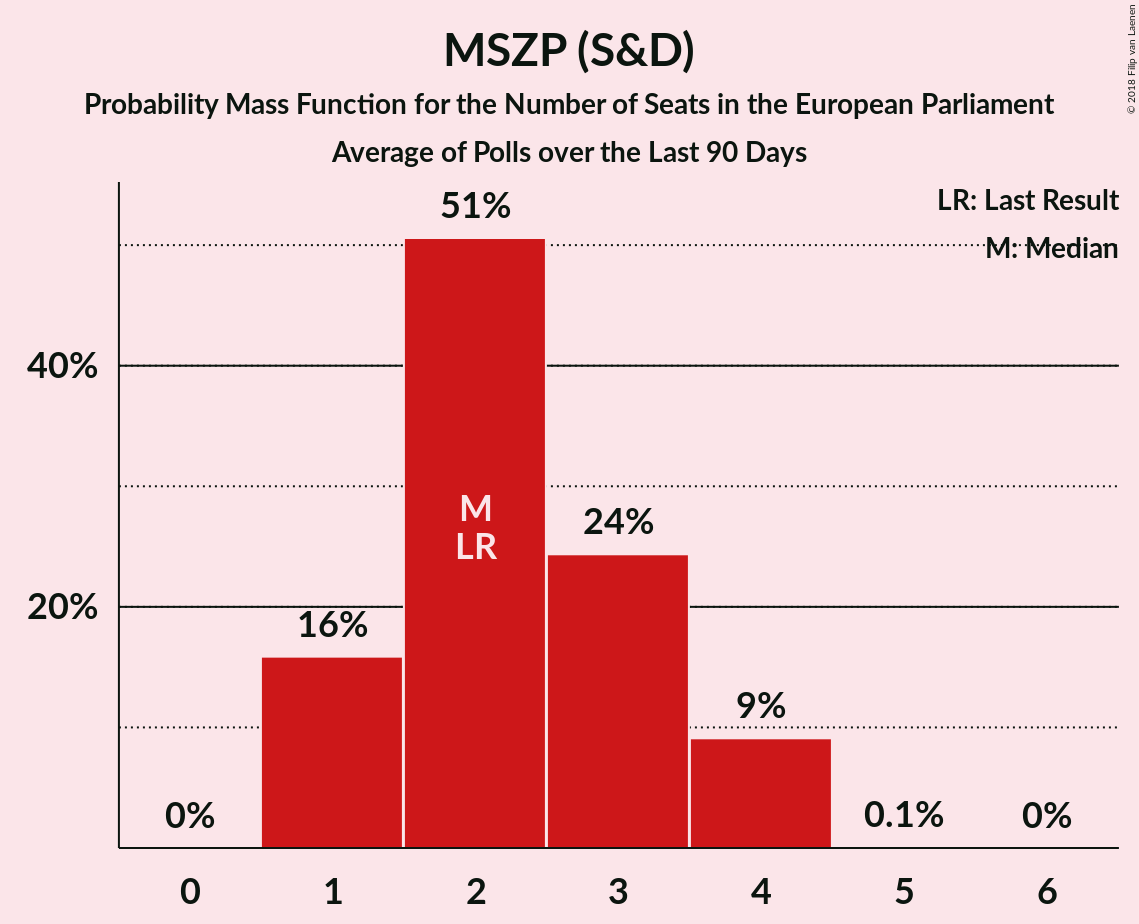 MSZP (S&D)
Probability Mass Function for the Number of Seats in the European Parliament
Average of Polls over the Last 90 Days
© 2018 Filip van Laenen
LR: Last Result
M: Median
40%
20%
0%
16%
51%
M
LR
24%
9%
0.1%
0%
0 1 2 3 4 5 6